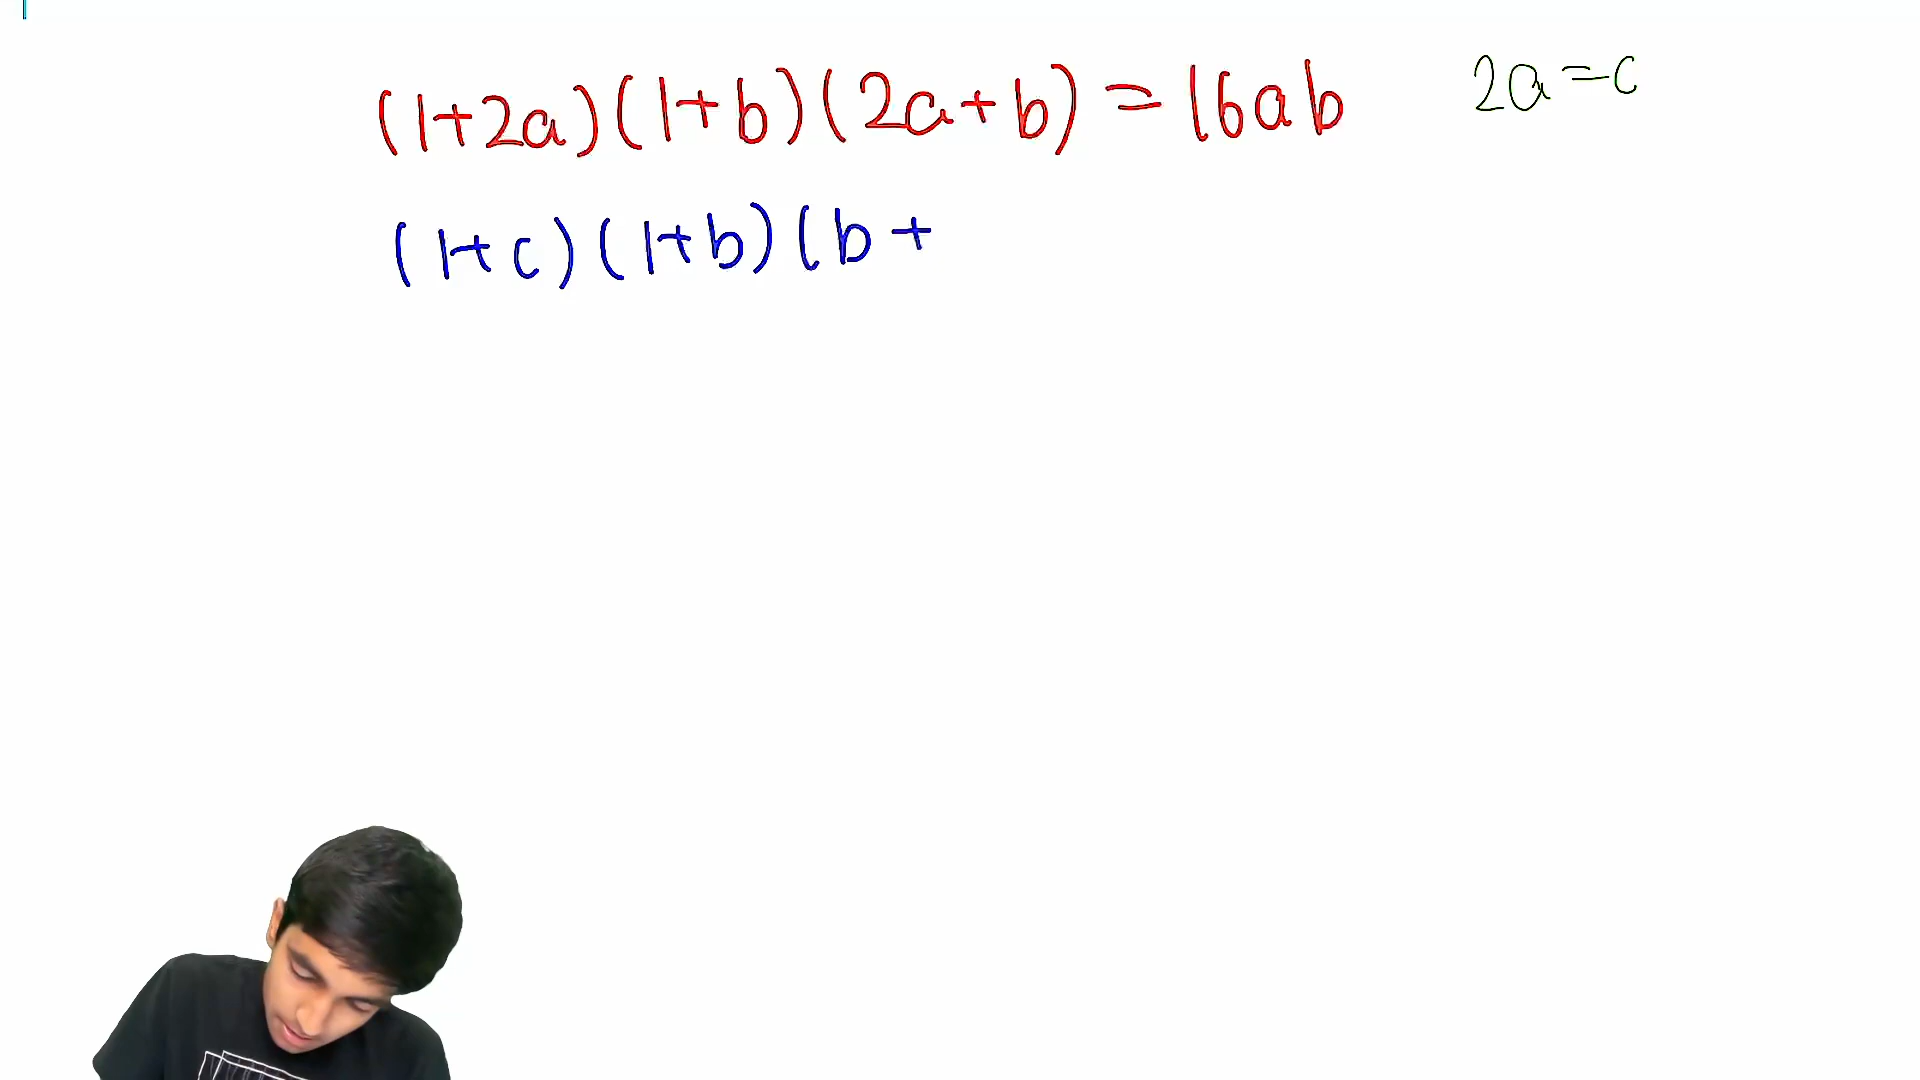 (1+2a)(1+b)(2a+b) = 16ab 2a=c
(1+c)(1+b)(b+